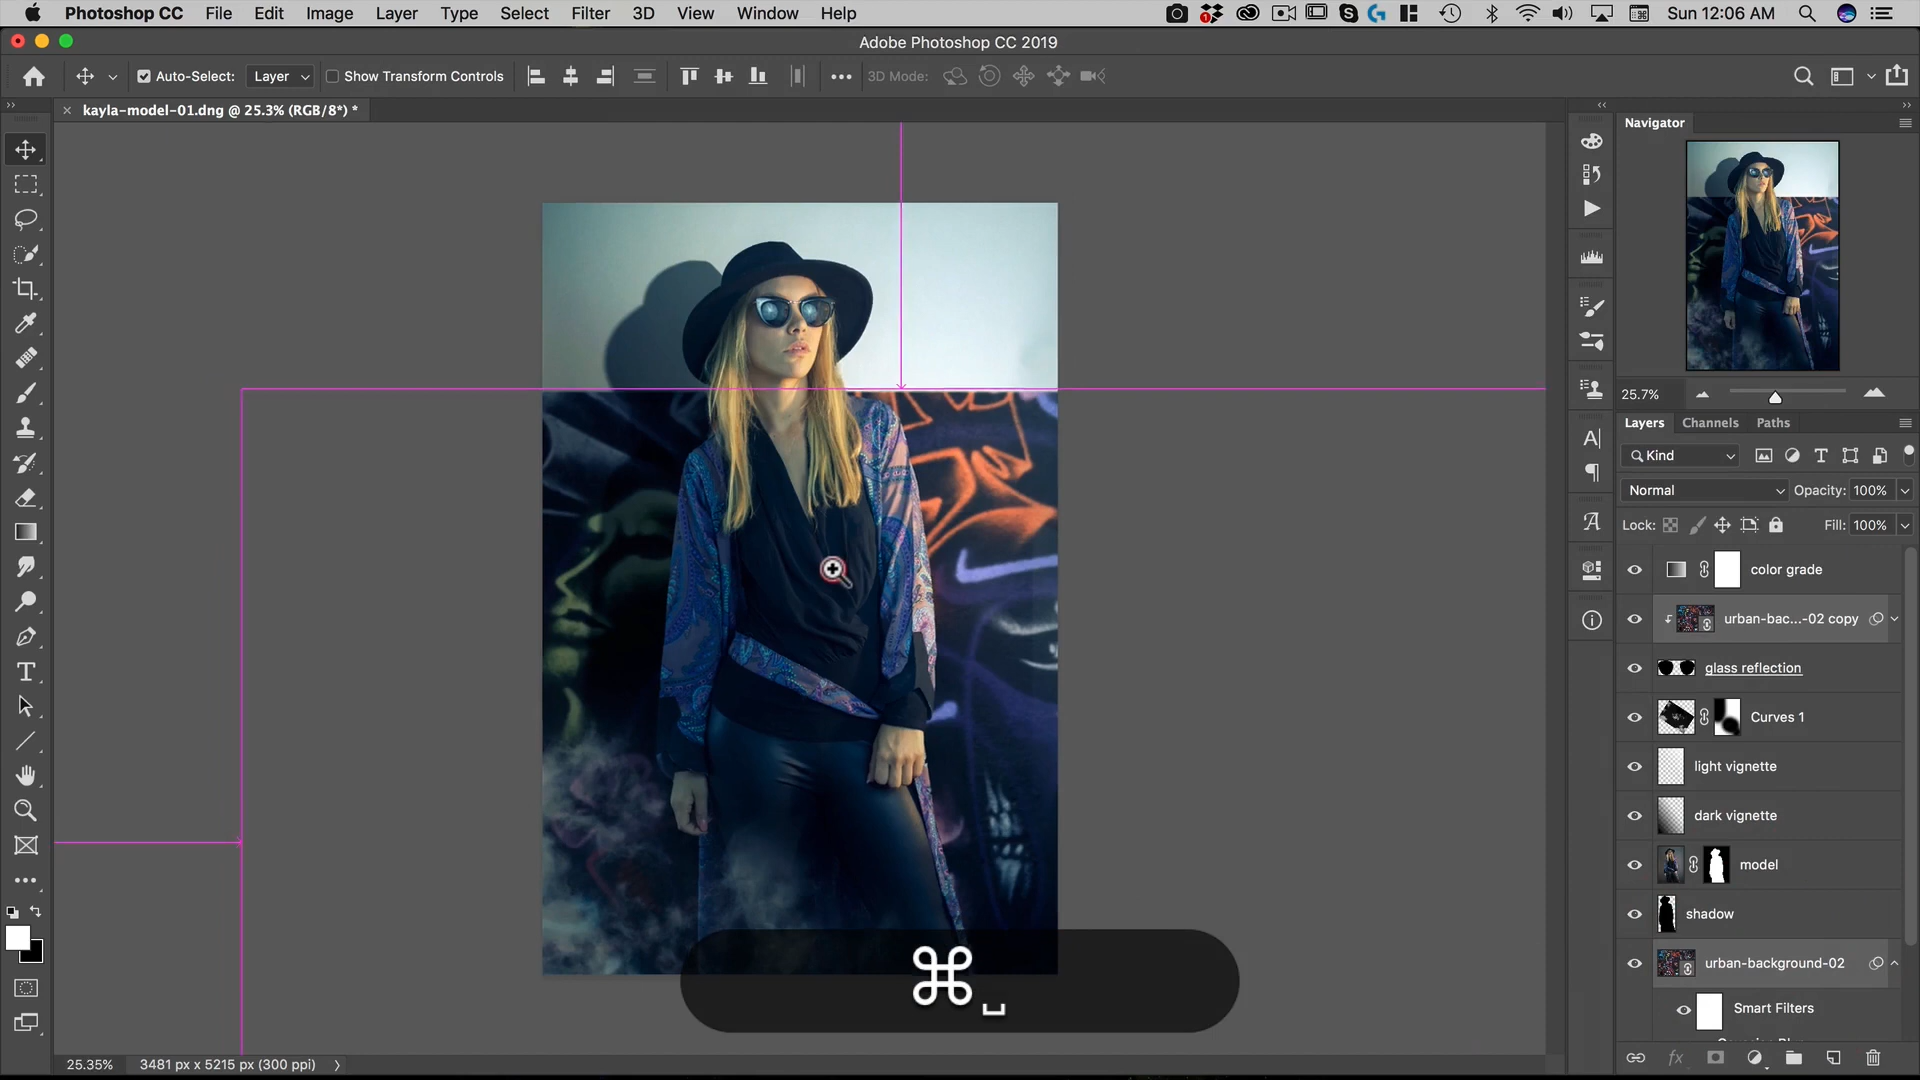 Photoshop CC File Edit Image Layer Type Select Filter 3D View Window Help
Sun 12:06 AM
Adobe Photoshop CC 2019
Auto-Select: Layer Show Transform Controls 3D Mode:
kayla-model-01.dng @ 25.3% (RGB/8*) *
Navigator
25.7%
Layers Channels Paths
Kind
Normal Opacity: 100%
Lock: Fill: 100%
color grade
urban-bac...-02 copy
glass reflection
Curves 1
light vignette
dark vignette
model
shadow
urban-background-02
Smart Filters
25.35% 3481 px x 5215 px (300 ppi)